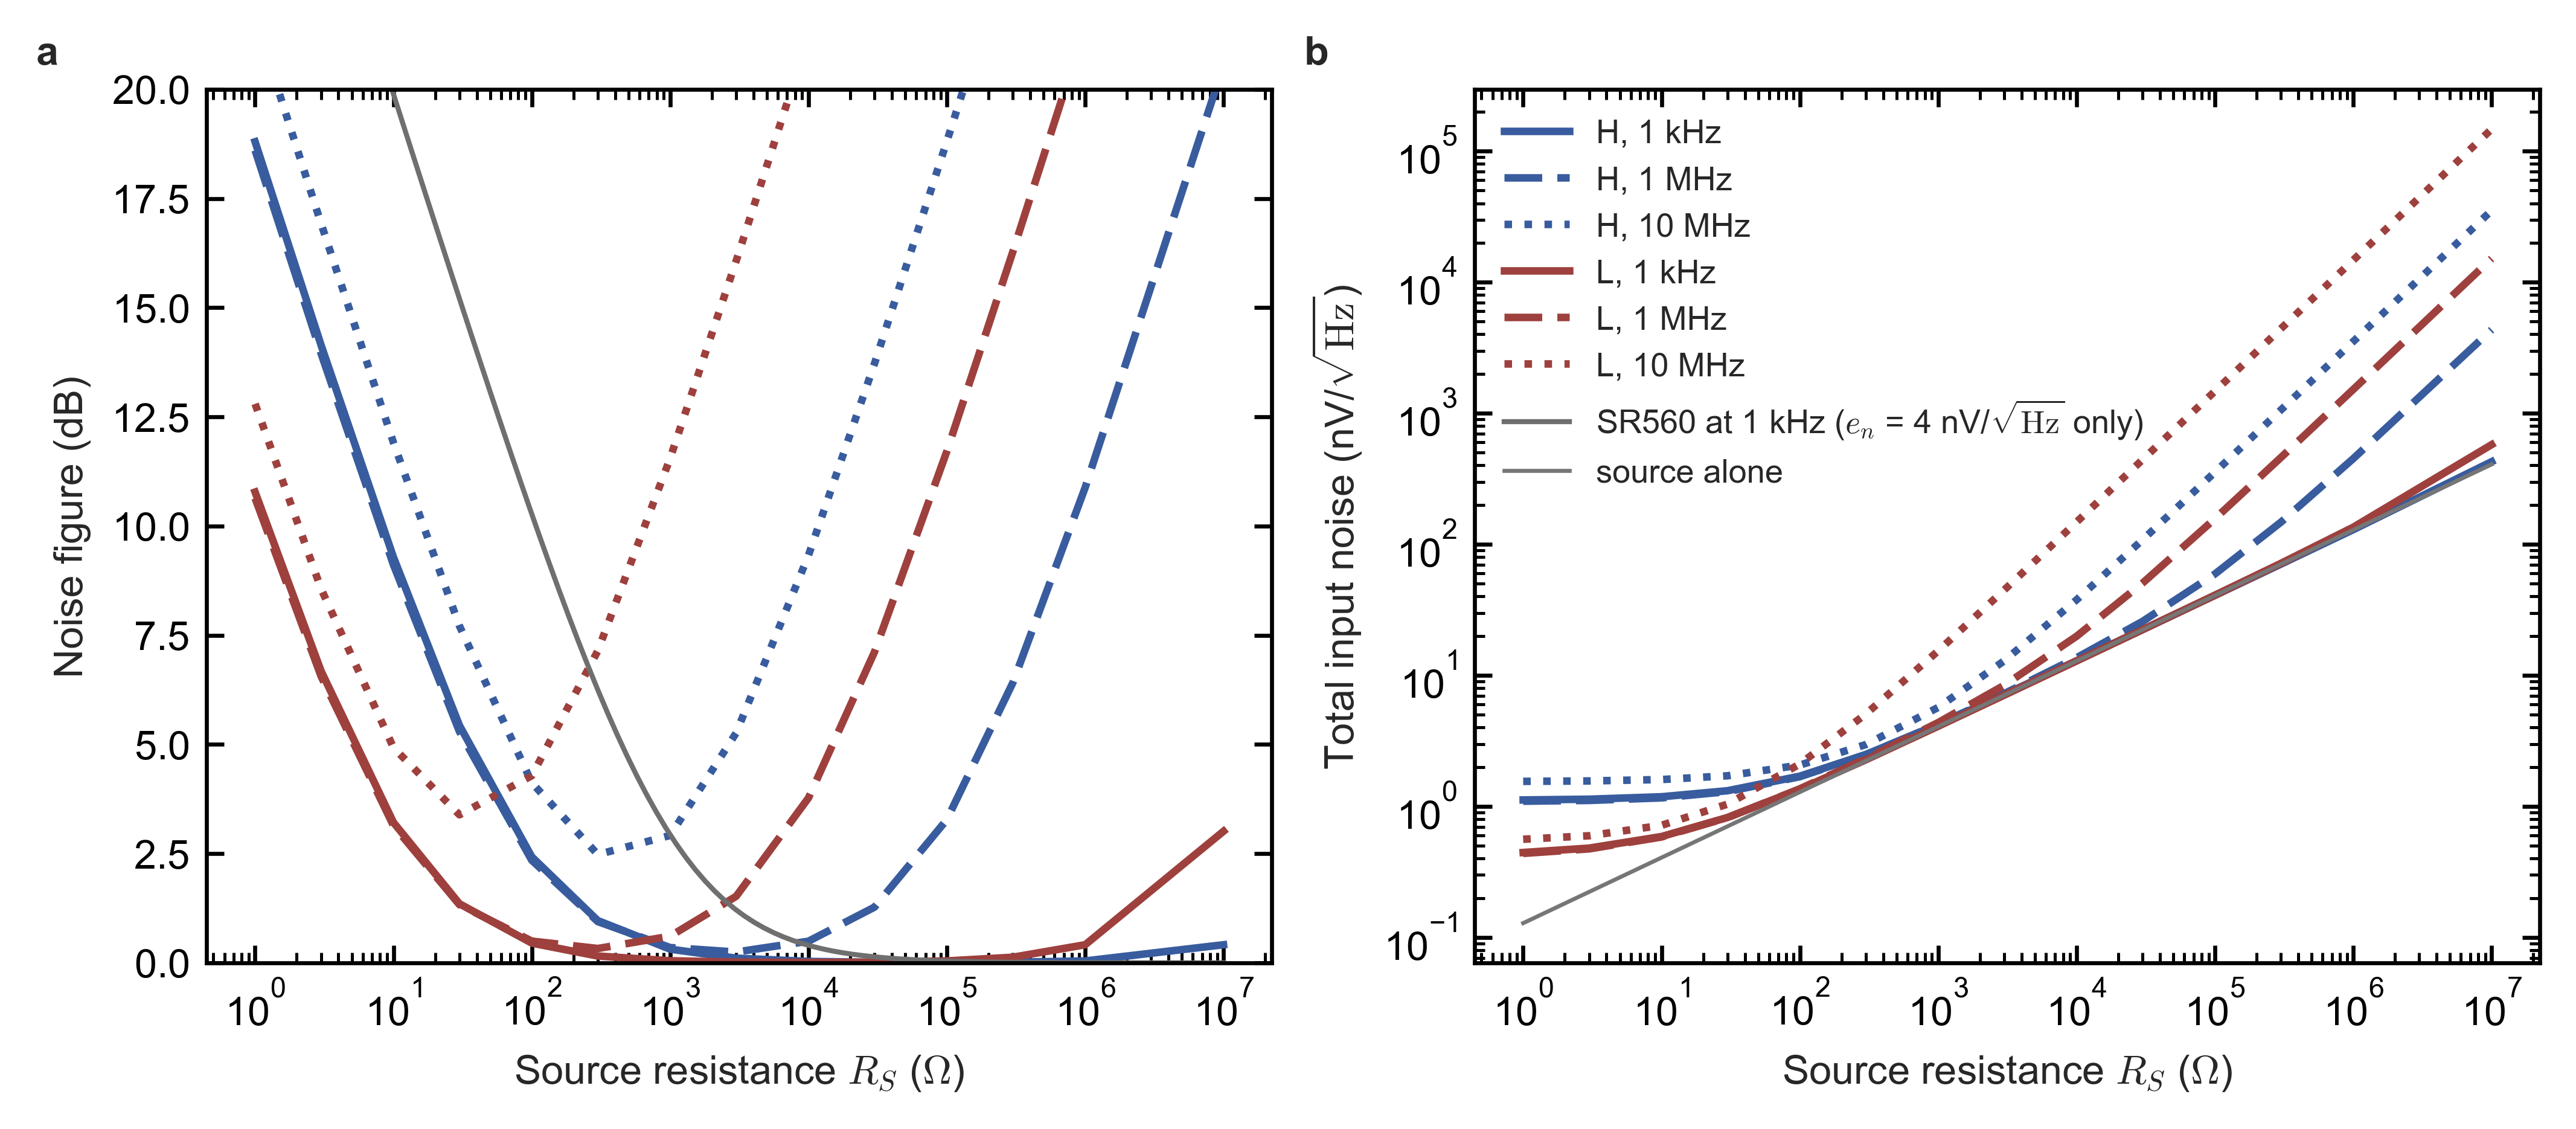 a
20.0
17.5
15.0
12.5
10.0
7.5
5.0
2.5
0.0
Noise figure (dB)
10^0 10^1 10^2 10^3 10^4 10^5 10^6 10^7
Source resistance R_S (Ω)
b
H, 1 kHz
H, 1 MHz
H, 10 MHz
L, 1 kHz
L, 1 MHz
L, 10 MHz
SR560 at 1 kHz (e_n = 4 nV/√Hz only)
source alone
10^5
10^4
10^3
10^2
10^1
10^0
10^−1
Total input noise (nV/√Hz)
10^0 10^1 10^2 10^3 10^4 10^5 10^6 10^7
Source resistance R_S (Ω)